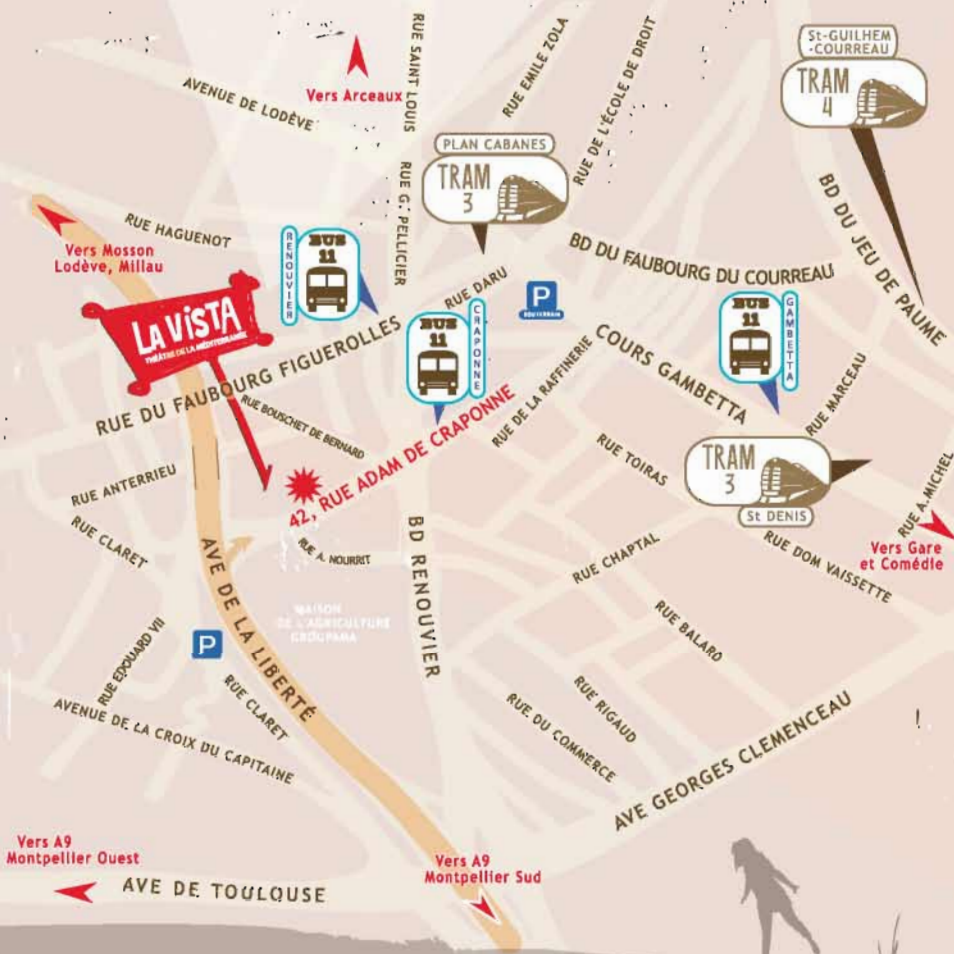 St-GUILHEM
-COURREAU
TRAM
4
RUE SAINT LOUIS
RUE EMILE ZOLA
RUE DE L'ÉCOLE DE DROIT
AVENUE DE LODÈVE
Vers Arceaux
PLAN CABANES
TRAM
3
RUE G. PELLICIER
BD DU JEU DE PAUME
RUE HAGUENOT
Vers Mosson
Lodève, Millau
RENOUVIER
BUS
11
BD DU FAUBOURG DU COURREAU
RUE DARU
P
LA VISTA
THÉÂTRE DE LA MÉDITERRANÉE
BUS
11
CRAPONNE
BUS
11
GAMBETTA
RUE DU FAUBOURG FIGUEROLLES
COURS GAMBETTA
RUE DE LA RAFFINERIE
RUE MARCEAU
RUE BOUSCHET DE BERNARD
42, RUE ADAM DE CRAPONNE
RUE TOIRAS
TRAM
3
St DENIS
RUE A. MICHEL
RUE ANTERRIEU
RUE CLARET
RUE A. NOURRIT
BD RENOUVIER
RUE CHAPTAL
RUE DOM VAISSETTE
Vers Gare
et Comédie
AVE DE LA LIBERTÉ
MAISON
DE L'AGRICULTURE
GROUPAMA
P
RUE EDOUARD VII
RUE BALARD
RUE CLARET
RUE RIGAUD
RUE DU COMMERCE
AVENUE DE LA CROIX DU CAPITAINE
AVE GEORGES CLEMENCEAU
Vers A9
Montpellier Ouest
Vers A9
Montpellier Sud
AVE DE TOULOUSE